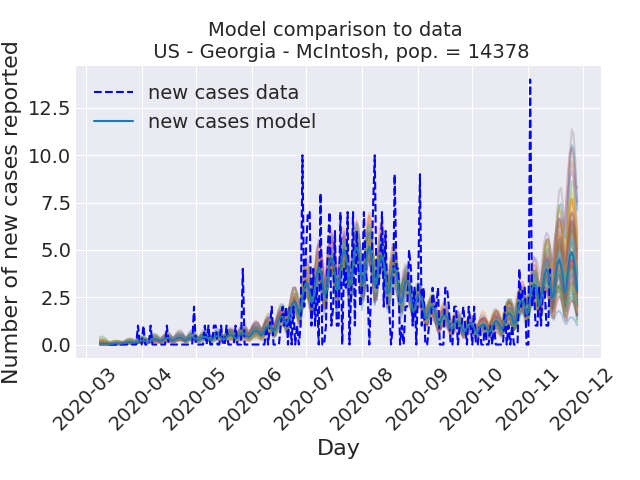 Model comparison to data
US - Georgia - McIntosh, pop. = 14378
Number of new cases reported
12.5
10.0
7.5
5.0
2.5
0.0
new cases data
new cases model
2020-03
2020-04
2020-05
2020-06
2020-07
2020-08
2020-09
2020-10
2020-11
2020-12
Day